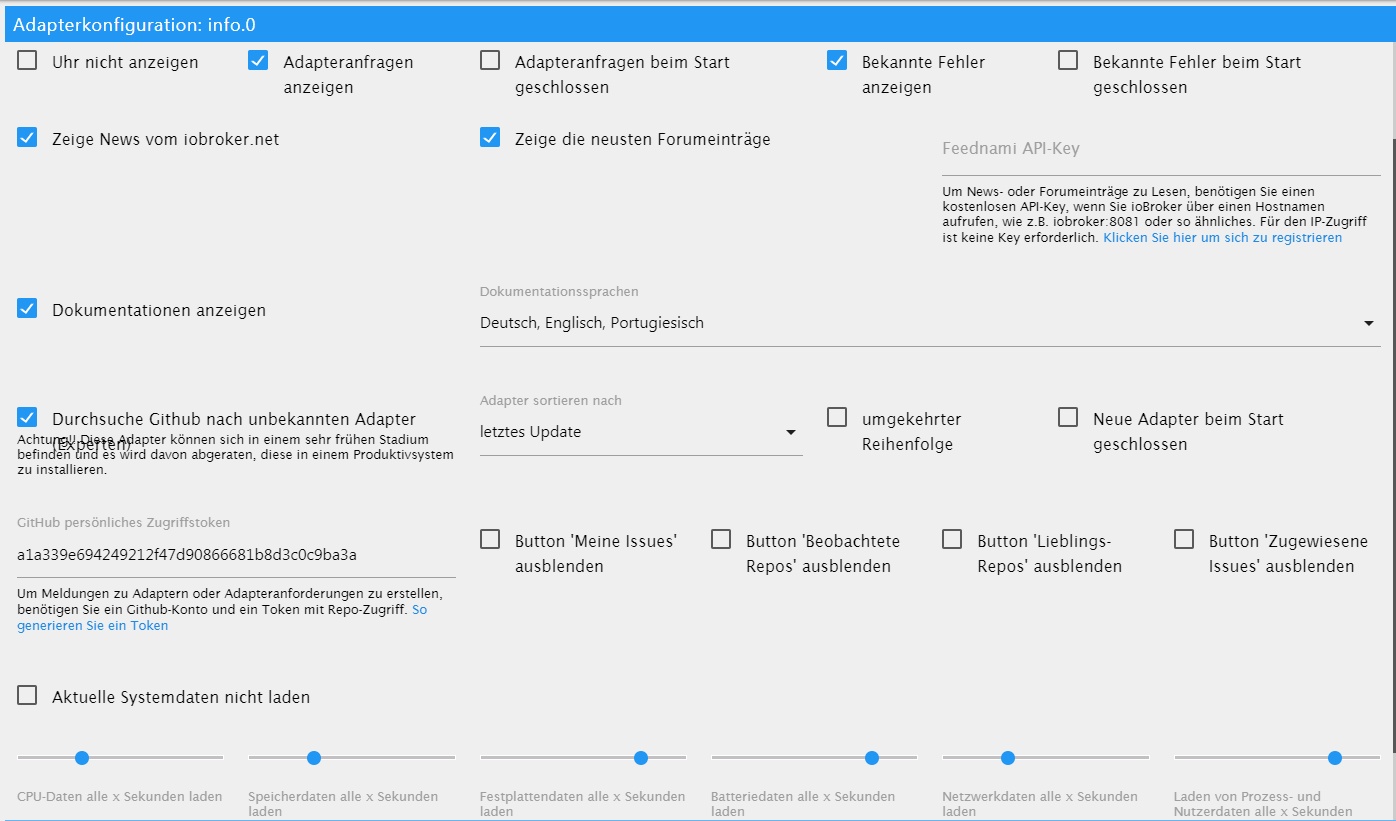 Adapterkonfiguration: info.0
Uhr nicht anzeigen
Adapteranfragen
anzeigen
Adapteranfragen beim Start
geschlossen
Bekannte Fehler
anzeigen
Bekannte Fehler beim Start
geschlossen
Zeige News vom iobroker.net
Zeige die neusten Forumeinträge
Feednami API-Key
Um News- oder Forumeinträge zu Lesen, benötigen Sie einen
kostenlosen API-Key, wenn Sie ioBroker über einen Hostnamen
aufrufen, wie z.B. iobroker:8081 oder so ähnliches. Für den IP-Zugriff
ist keine Key erforderlich. Klicken Sie hier um sich zu registrieren
Dokumentationen anzeigen
Dokumentationssprachen
Deutsch, Englisch, Portugiesisch
Durchsuche Github nach unbekannten Adapter
(Experten)
Achtung!! Diese Adapter können sich in einem sehr frühen Stadium
befinden und es wird davon abgeraten, diese in einem Produktivsystem
zu installieren.
Adapter sortieren nach
letztes Update
umgekehrter
Reihenfolge
Neue Adapter beim Start
geschlossen
GitHub persönliches Zugriffstoken
a1a339e694249212f47d90866681b8d3c0c9ba3a
Um Meldungen zu Adaptern oder Adapteranforderungen zu erstellen,
benötigen Sie ein Github-Konto und ein Token mit Repo-Zugriff. So
generieren Sie ein Token
Button 'Meine Issues'
ausblenden
Button 'Beobachtete
Repos' ausblenden
Button 'Lieblings-
Repos' ausblenden
Button 'Zugewiesene
Issues' ausblenden
Aktuelle Systemdaten nicht laden
CPU-Daten alle x Sekunden laden
Speicherdaten alle x Sekunden
laden
Festplattendaten alle x Sekunden
laden
Batteriedaten alle x Sekunden
laden
Netzwerkdaten alle x Sekunden
laden
Laden von Prozess- und
Nutzerdaten alle x Sekunden